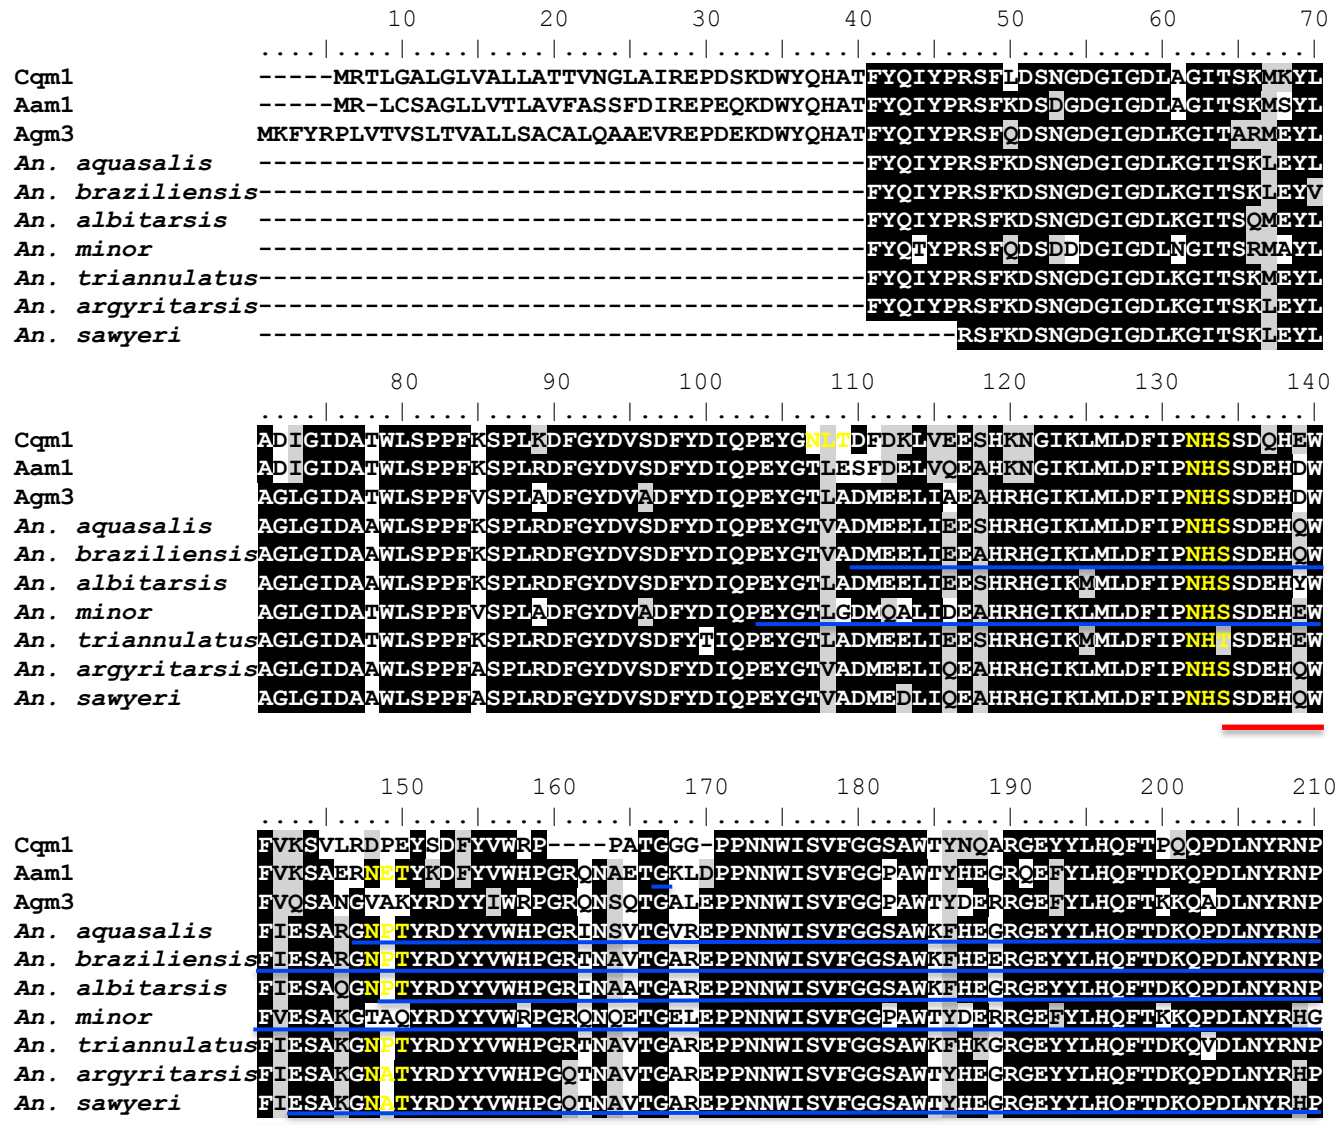 10 20 30 40 50 60 70
....|....|....|....|....|....|....|....|....|....|....|....|....|....|
Cqm1 -----MRTLGALGLVALLATTVNGLAIREPDSKDWYQHATFYQIYPRSFLDSNGDGIGDLAGITSKMKYL
Aam1 -----MR-LCSAGLLVTLAVFASSFDIREPEQKDWYQHATFYQIYPRSFKDSDGDGIGDLAGITSKMSYL
Agm3 MKFYRPLVTVSLTVALLSACALQAAEVREPDEKDWYQHATFYQIYPRSFQDSNGDGIGDLKGITARMEYL
An. aquasalis ----------------------------------------FYQIYPRSFKDSNGDGIGDLKGITSKLEYL
An. braziliensis----------------------------------------FYQIYPRSFKDSNGDGIGDLKGITSKLEYV
An. albitarsis ----------------------------------------FYQIYPRSFKDSNGDGIGDLKGITSQMEYL
An. minor ----------------------------------------FYQTYPRSFQDSDDDGIGDLNGITSRMAYL
An. triannulatus----------------------------------------FYQIYPRSFKDSNGDGIGDLKGITSKMEYL
An. argyritarsis----------------------------------------FYQIYPRSFKDSNGDGIGDLKGITSKLEYL
An. sawyeri ----------------------------------------------RSFKDSNGDGIGDLKGITSKLEYL
80 90 100 110 120 130 140
....|....|....|....|....|....|....|....|....|....|....|....|....|....|
Cqm1 ADIGIDATWLSPPFKSPLKDFGYDVSDFYDIQPEYGNLTDFDKLVEESHKNGIKLMLDFIPNHSSDQHEW
Aam1 ADIGIDATWLSPPFKSPLKDFGYDVSDFYDIQPEYGTLESFDELVQEAHKNGIKLMLDFIPNHSSDEHDW
Agm3 AGLGIDATWLSPPFVSPLADFGYDVADFYDIQPEYGTLADMEELIAEAHRHGIKLMLDFIPNHSSDEHDW
An. aquasalis AGLGIDAAWLSPPFKSPLRDFGYDVSDFYDIQPEYGTVADMEELIEESHRHGIKLMLDFIPNHSSDEHQW
An. braziliensisAGLGIDAAWLSPPFKSPLRDFGYDVSDFYDIQPEYGTVADMEELIEESHRHGIKLMLDFIPNHSSDEHQW
An. albitarsis AGLGIDAAWLSPPFKSPLRDFGYDVSDFYDIQPEYGTLADMEELIEESHRHGIKMMLDFIPNHSSDEHYW
An. minor AGLGIDATWLSPPFVSPLADFGYDVADFYDIQPEYGTLGDMQALIDEAHRHGIKLMLDFIPNHSSDEHEW
An. triannulatusAGLGIDATWLSPPFKSPLRDFGYDVSDFYTIQPEYGTLADMEELIEESHRHGIKMMLDFIPNHTSDEHEW
An. argyritarsisAGLGIDAAWLSPPFASPLRDFGYDVSDFYDIQPEYGTVADMEELIQEAHRHGIKLMLDFIPNHSSDEHQW
An. sawyeri AGLGIDAAWLSPPFASPLRDFGYDVSDFYDIQPEYGTVADMEDLIQEAHRHGIKLMLDFIPNHSSDEHQW
150 160 170 180 190 200 210
....|....|....|....|....|....|....|....|....|....|....|....|....|....|
Cqm1 FVKSVLRDPEYSDFYVWRP----PATGGG-PPNNWISVFGGSAWTYNQARGEYYLHQFTPQQPDLNYRNP
Aam1 FVKSAERNETYKDFYVWHPGRQNAETGKLDPPNNWISVFGGPAWTYHEGRQEFYLHQFTDKQPDLNYRNP
Agm3 FVQSANGVAKYRDYYIWRPGRQNSQTGALEPPNNWISVFGGPAWTYDERRGEFYLHQFTKKQADLNYRNP
An. aquasalis FIESARGNPTYRDYYVWHPGRINSVTGVREPPNNWISVFGGSAWKFHEGRGEYYLHQFTDKQPDLNYRNP
An. braziliensisFIESARGNPTYRDYYVWHPGRTNAVTGAREPPNNWISVFGGSAWKFHEERGEYYLHQFTDKQPDLNYRNP
An. albitarsis FIESAQGNPTYRDYYVWHPGRINAATGAREPPNNWISVFGGSAWKFHEGRGEYYLHQFTDKQPDLNYRNP
An. minor FVESAKGTAQYRDYYVWRPGRQNQETGELEPPNNWISVFGGPAWTYDERRGEFYLHQFTKKQPDLNYRHG
An. triannulatusFIESAKGNPTYRDYYVWHPGRTNAVTGAREPPNNWISVFGGSAWKFHKGRGEYYLHQFTDKQVDLNYRNP
An. argyritarsisFIESAKGNATYRDYYVWHPGQTNAVTGAREPPNNWISVFGGSAWTYHEGRGEYYLHQFTDKQPDLNYRHP
An. sawyeri FIESAKGNATYRDYYVWHPGQTNAVTGAREPPNNWISVFGGSAWTYHEGRGEYYLHQFTDKQPDLNYRHP